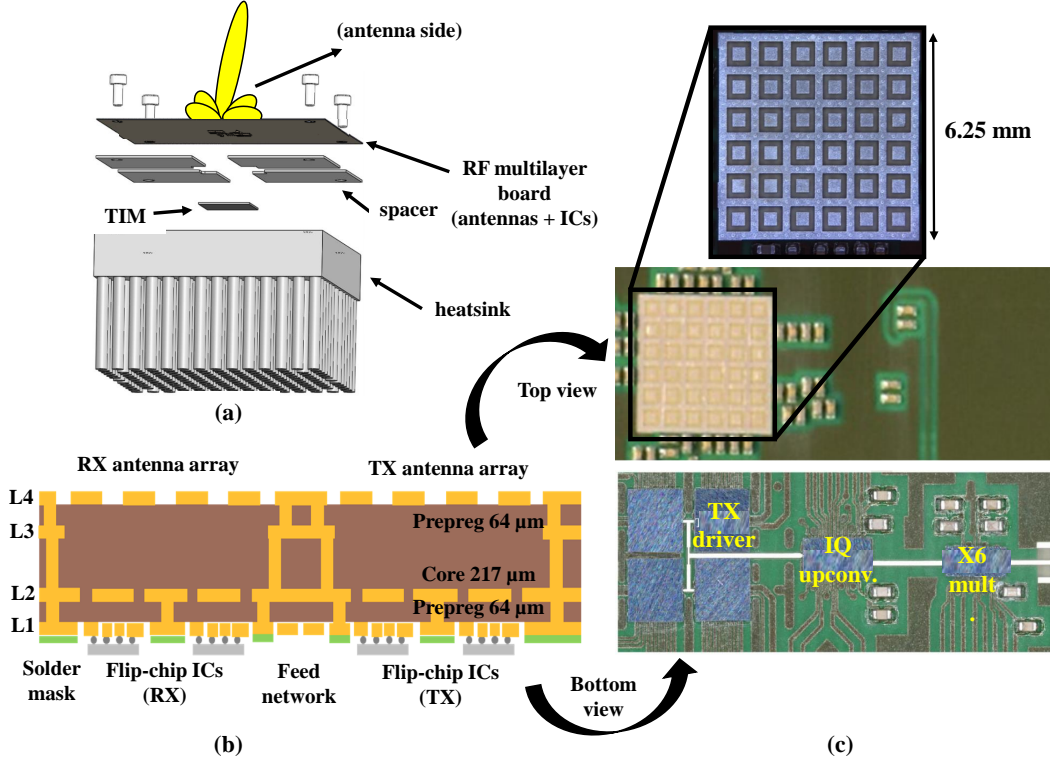 (antenna side)
RF multilayer
board
(antennas + ICs)
spacer
TIM
heatsink
(a)
6.25 mm
Top view
RX antenna array
TX antenna array
L4
L3
L2
L1
Prepreg 64 µm
Core 217 µm
Prepreg 64 µm
Solder
mask
Flip-chip ICs
(RX)
Feed
network
Flip-chip ICs
(TX)
(b)
TX
driver
IQ
upconv.
X6
mult
Bottom
view
(c)